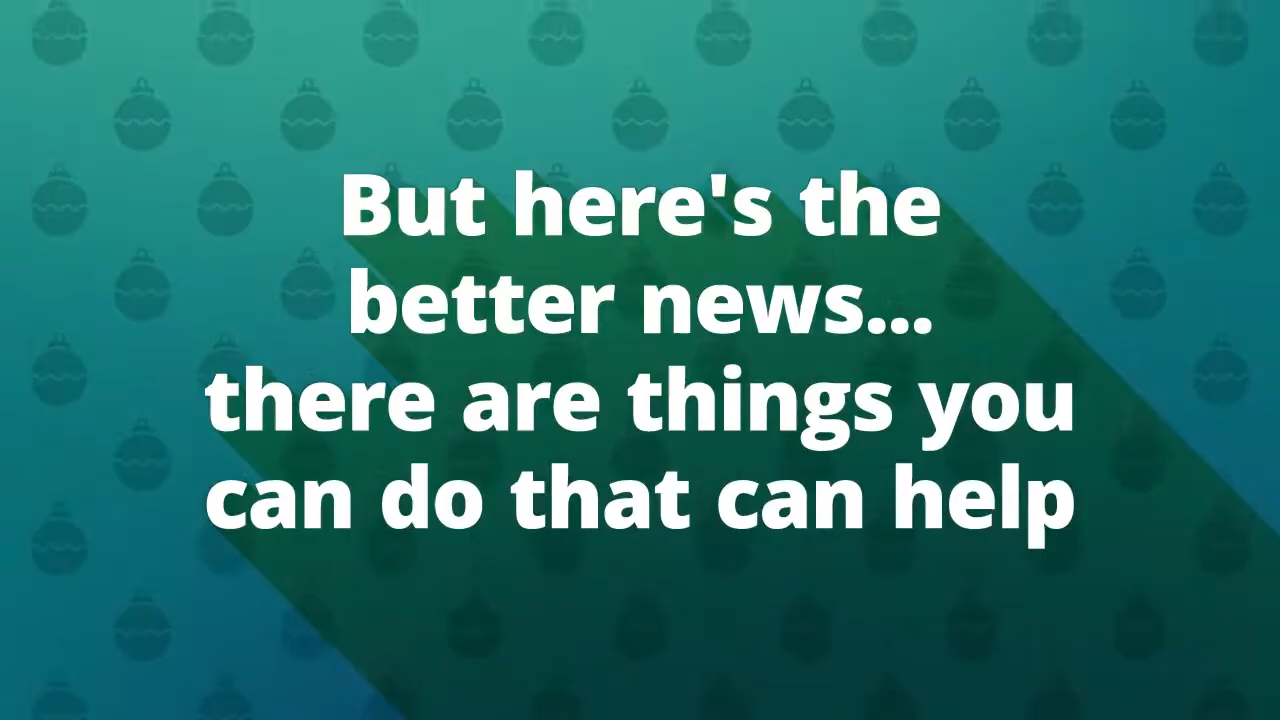 But here's the
better news...
there are things you
can do that can help